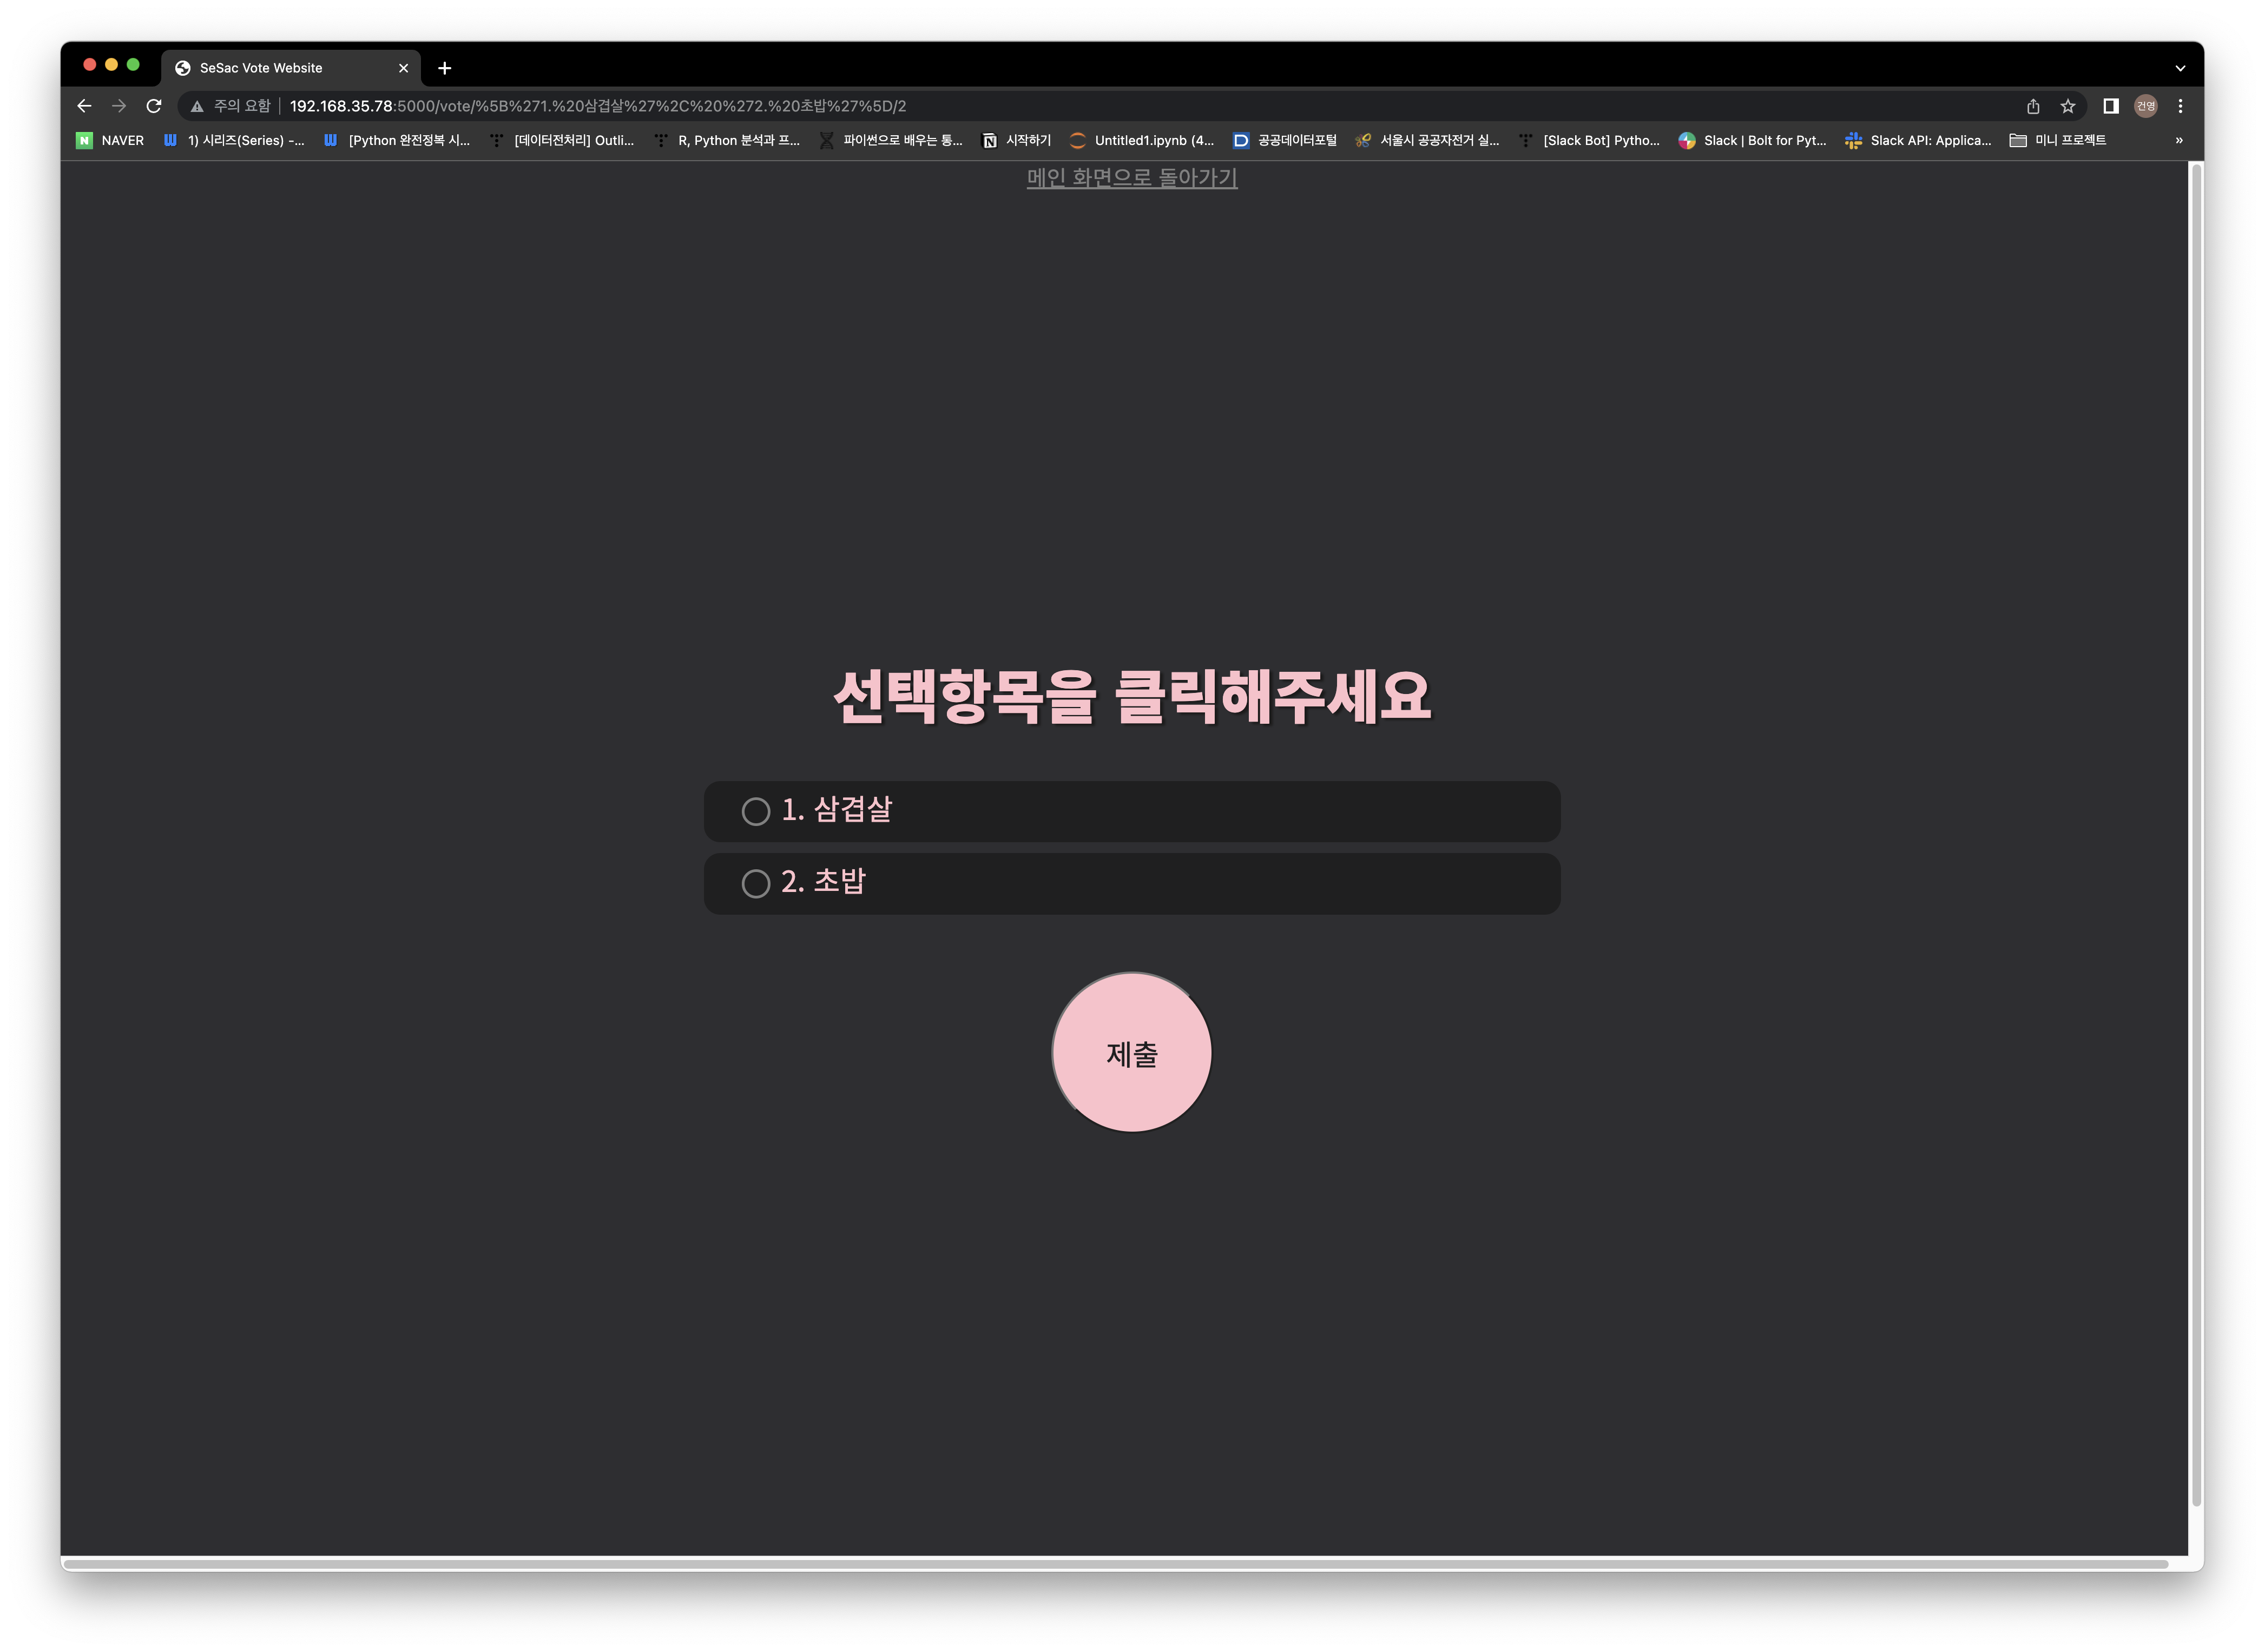 SeSac Vote Website
주의 요함 192.168.35.78:5000/vote/%5B%271.%20삼겹살%27%2C%20%272.%20초밥%27%5D/2
건영
NAVER 1) 시리즈(Series) -... [Python 완전정복 시... [데이터전처리] Outli... R, Python 분석과 프... 파이썬으로 배우는 통... 시작하기 Untitled1.ipynb (4... 공공데이터포털 서울시 공공자전거 실... [Slack Bot] Pytho... Slack | Bolt for Pyt... Slack API: Applica... 미니 프로젝트 »
메인 화면으로 돌아가기
선택항목을 클릭해주세요
1. 삼겹살
2. 초밥
제출